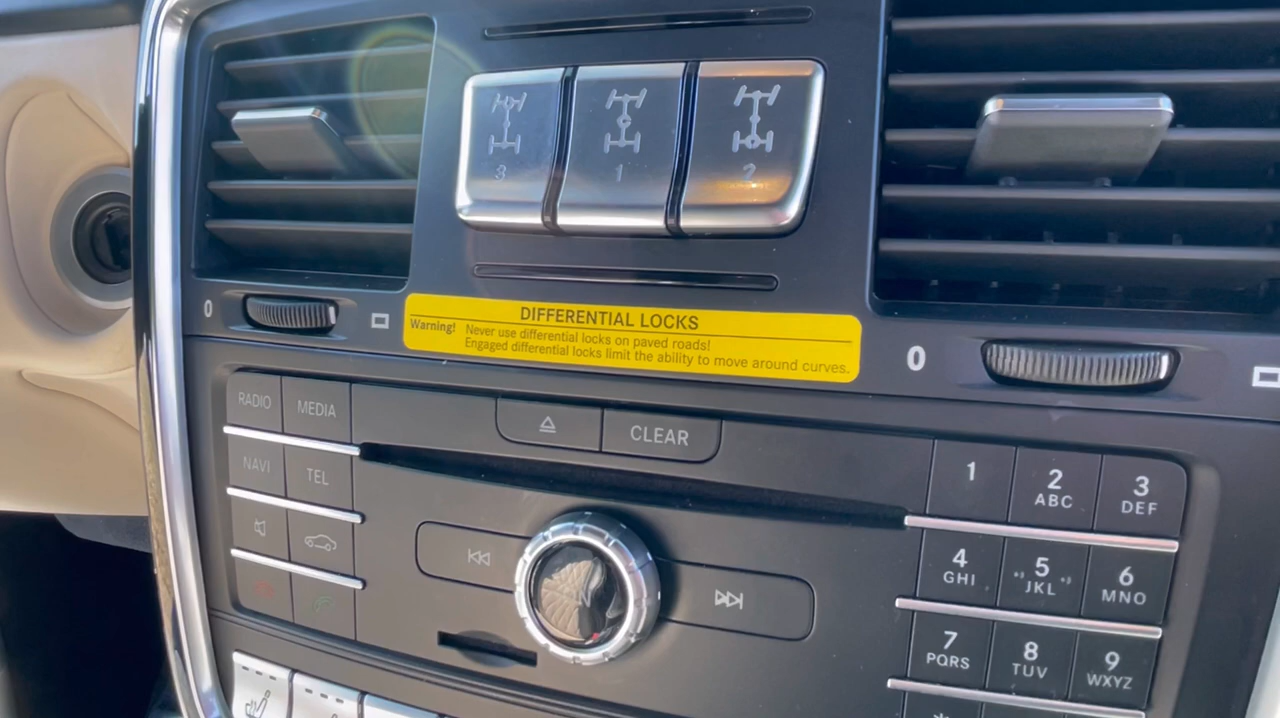 3 1 2
DIFFERENTIAL LOCKS
Warning! Never use differential locks on paved roads!
Engaged differential locks limit the ability to move around curves.
0
0
RADIO MEDIA
CLEAR
NAVI TEL
1 2 3
ABC DEF
4 5 6
GHI JKL MNO
7 8 9
PQRS TUV WXYZ
*